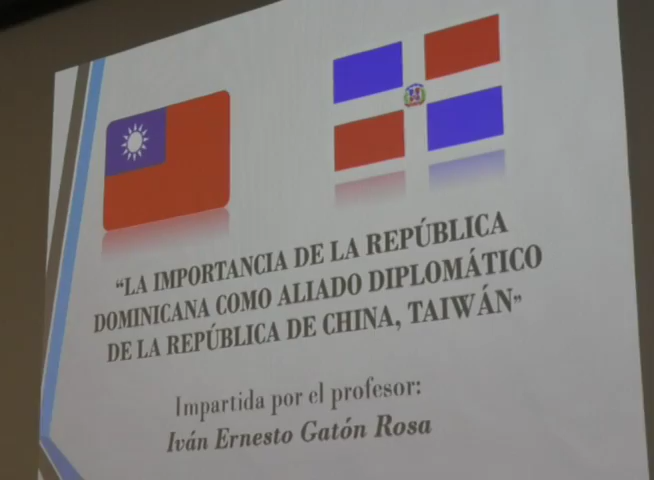 “LA IMPORTANCIA DE LA REPÚBLICA
DOMINICANA COMO ALIADO DIPLOMÁTICO
DE LA REPÚBLICA DE CHINA, TAIWÁN”
Impartida por el profesor:
Iván Ernesto Gatón Rosa